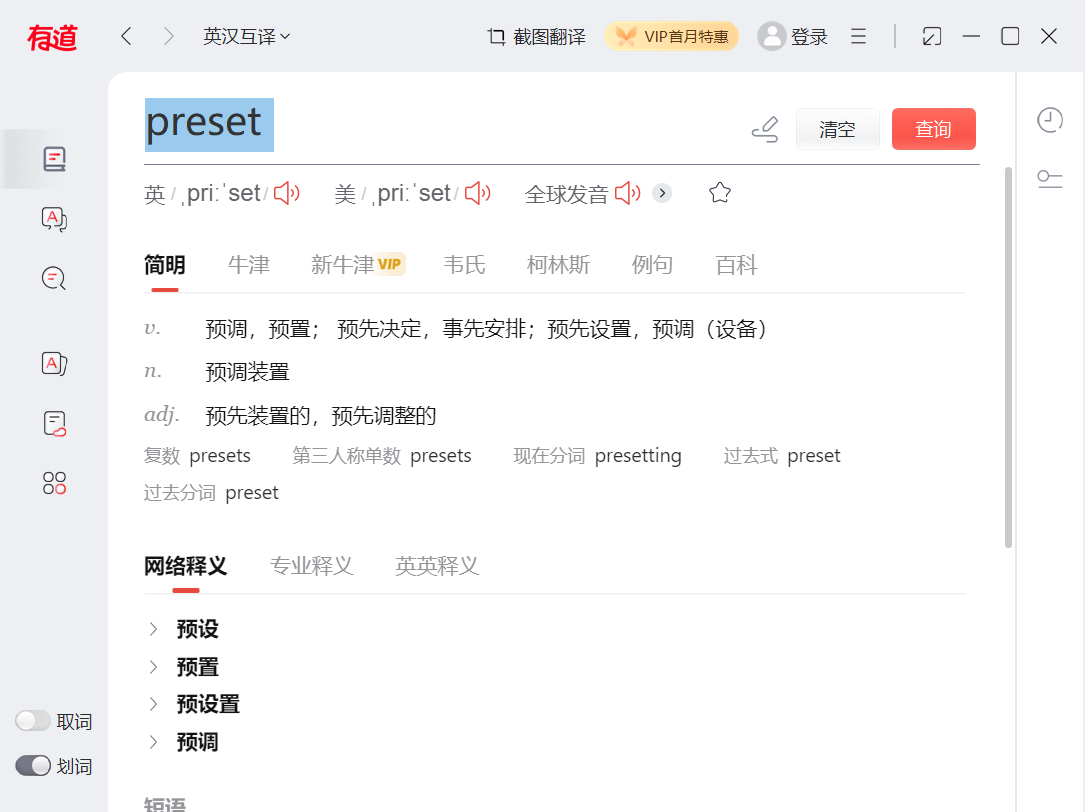 有道 英汉互译 截图翻译 VIP首月特惠 登录
preset 清空 查询
英 / ˌpriːˈset / 美 / ˌpriːˈset / 全球发音
简明 牛津 新牛津 VIP 韦氏 柯林斯 例句 百科
v. 预调，预置； 预先决定，事先安排；预先设置，预调（设备）
n. 预调装置
adj. 预先装置的，预先调整的
复数 presets 第三人称单数 presets 现在分词 presetting 过去式 preset
过去分词 preset
网络释义 专业释义 英英释义
预设
预置
预设置
预调
取词
划词
短语